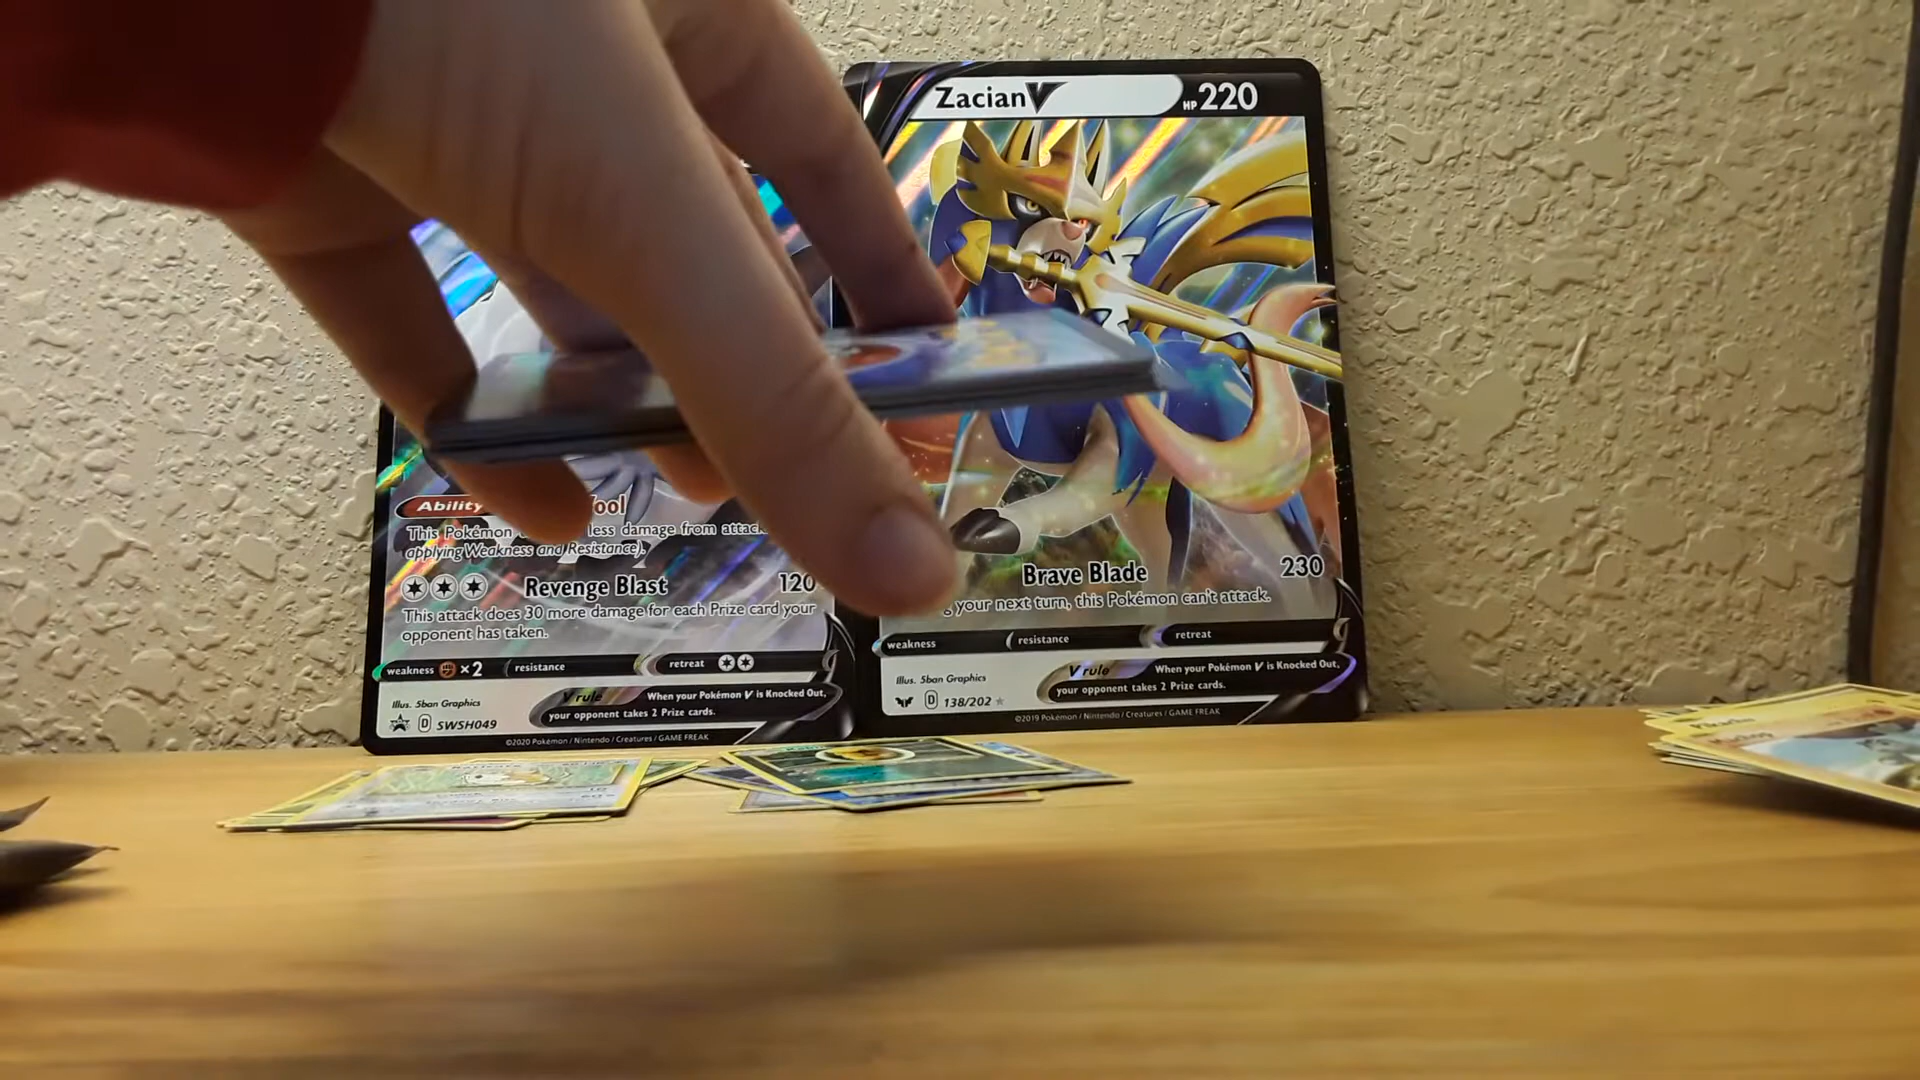 Zacian V HP 220
Ability
ool
This Pokémon less damage from attac
applying Weakness and Resistance).
Revenge Blast 120
This attack does 30 more damage for each Prize card your
opponent has taken.
weakness ×2 resistance retreat
Illus. 5ban Graphics
V rule When your Pokémon V is Knocked Out,
your opponent takes 2 Prize cards.
D SWSH049
©2020 Pokémon / Nintendo / Creatures / GAME FREAK
Brave Blade 230
g your next turn, this Pokémon can't attack.
weakness resistance retreat
Illus. 5ban Graphics
V rule When your Pokémon V is Knocked Out,
your opponent takes 2 Prize cards.
D 138/202
©2019 Pokémon / Nintendo / Creatures / GAME FREAK